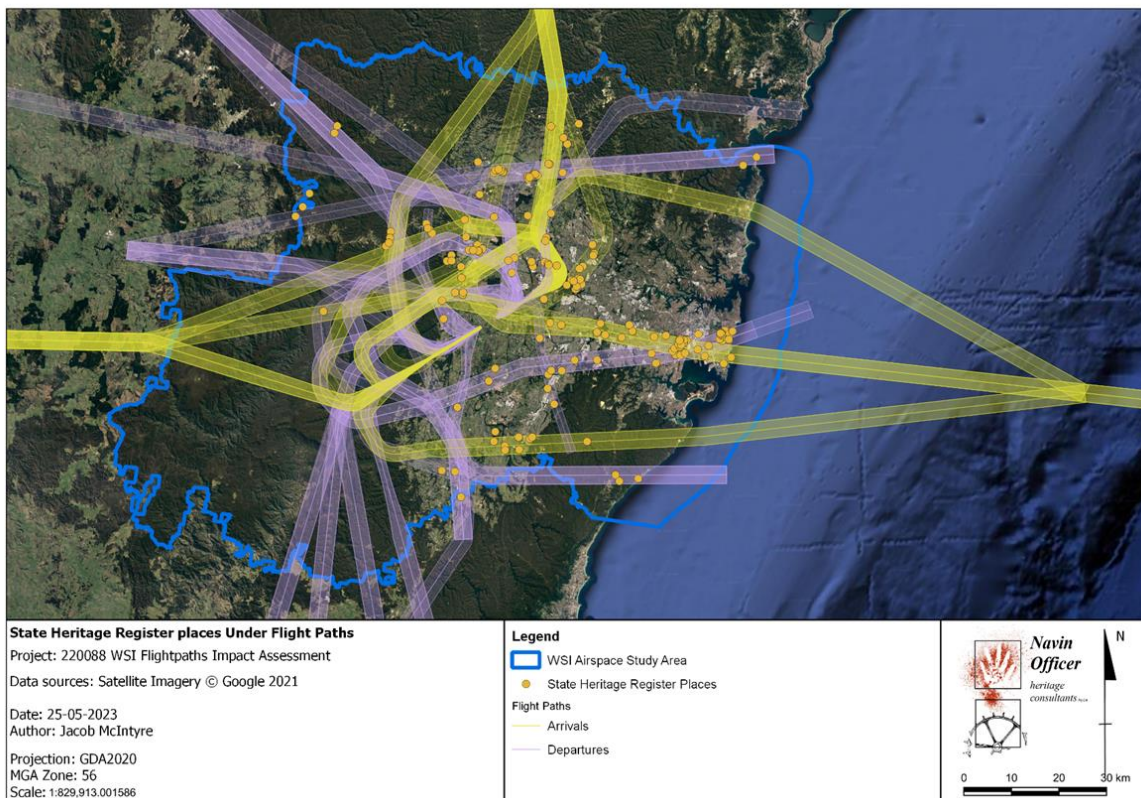 State Heritage Register places Under Flight Paths
Project: 220088 WSI Flightpaths Impact Assessment
Data sources: Satellite Imagery © Google 2021
Date: 25-05-2023
Author: Jacob McIntyre
Projection: GDA2020
MGA Zone: 56
Scale: 1:829,913.001586
Legend
WSI Airspace Study Area
State Heritage Register Places
Flight Paths
Arrivals
Departures
Navin
Officer
heritage
consultants
N
0 10 20 30 km